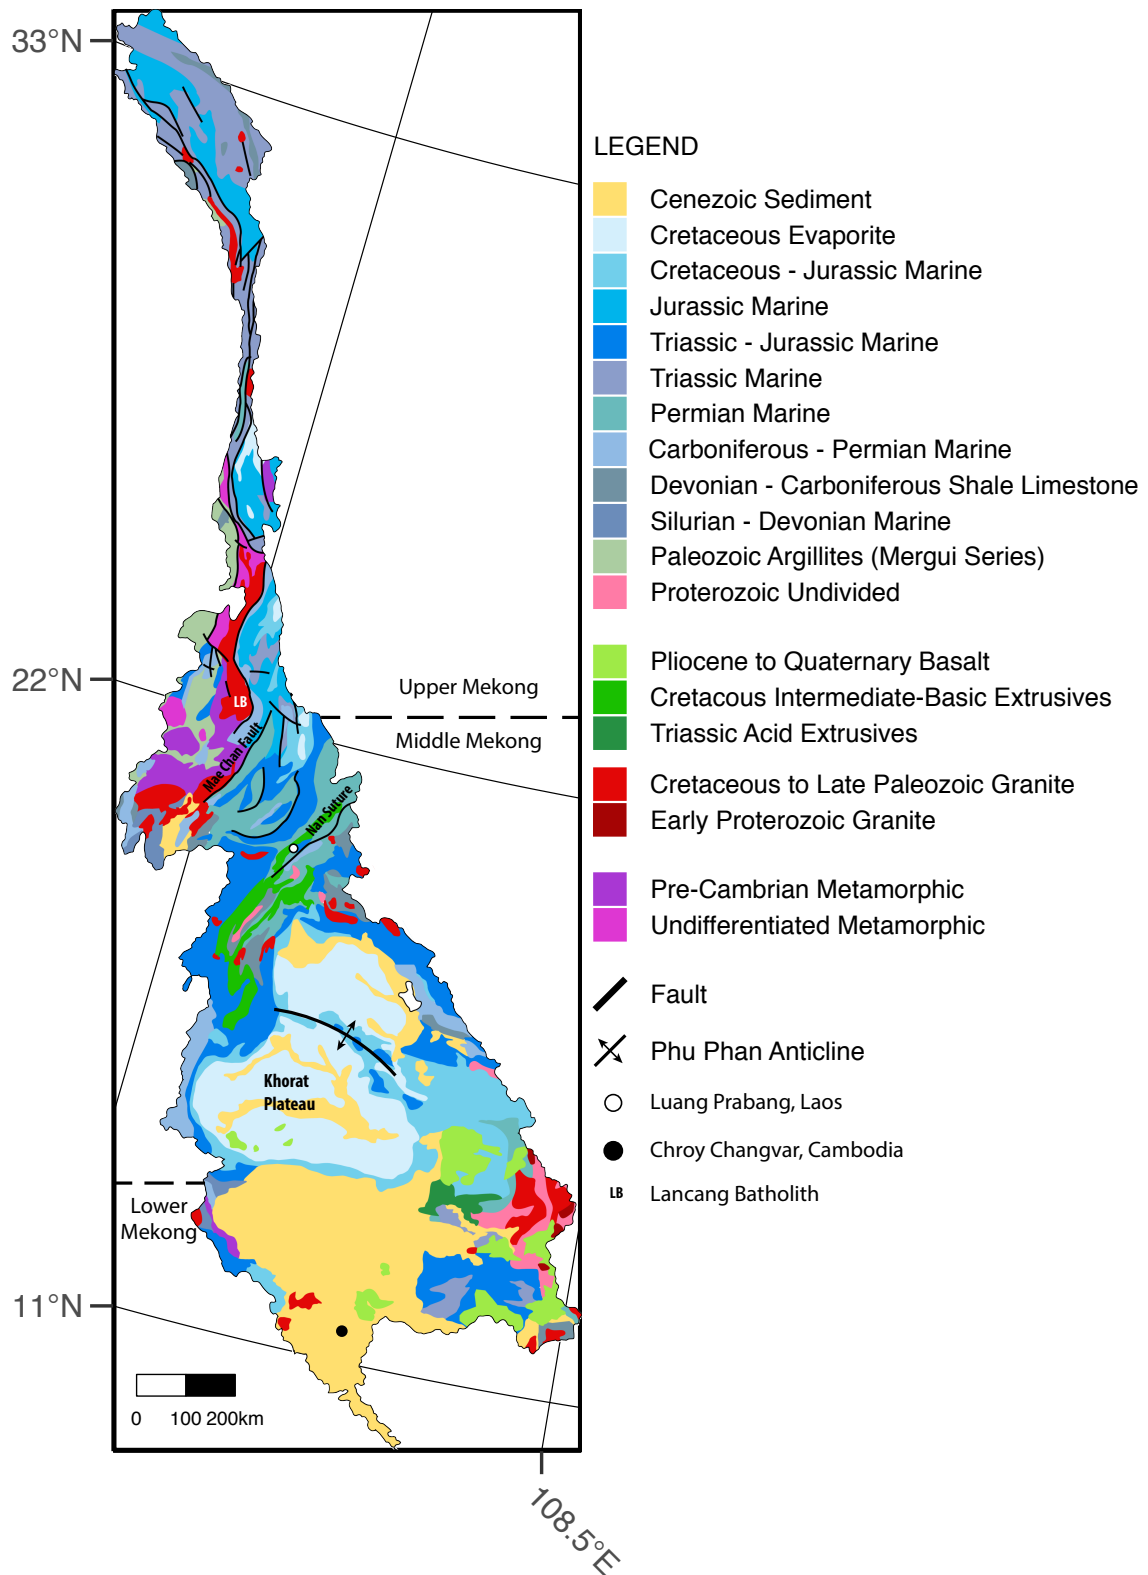 33°N
22°N
11°N
108.5°E
Upper Mekong
Middle Mekong
Lower
Mekong
LB
Mae Chan Fault
Nan Suture
Khorat
Plateau
0 100 200km
LEGEND
Cenezoic Sediment
Cretaceous Evaporite
Cretaceous - Jurassic Marine
Jurassic Marine
Triassic - Jurassic Marine
Triassic Marine
Permian Marine
Carboniferous - Permian Marine
Devonian - Carboniferous Shale Limestone
Silurian - Devonian Marine
Paleozoic Argillites (Mergui Series)
Proterozoic Undivided
Pliocene to Quaternary Basalt
Cretacous Intermediate-Basic Extrusives
Triassic Acid Extrusives
Cretaceous to Late Paleozoic Granite
Early Proterozoic Granite
Pre-Cambrian Metamorphic
Undifferentiated Metamorphic
Fault
Phu Phan Anticline
Luang Prabang, Laos
Chroy Changvar, Cambodia
LB Lancang Batholith